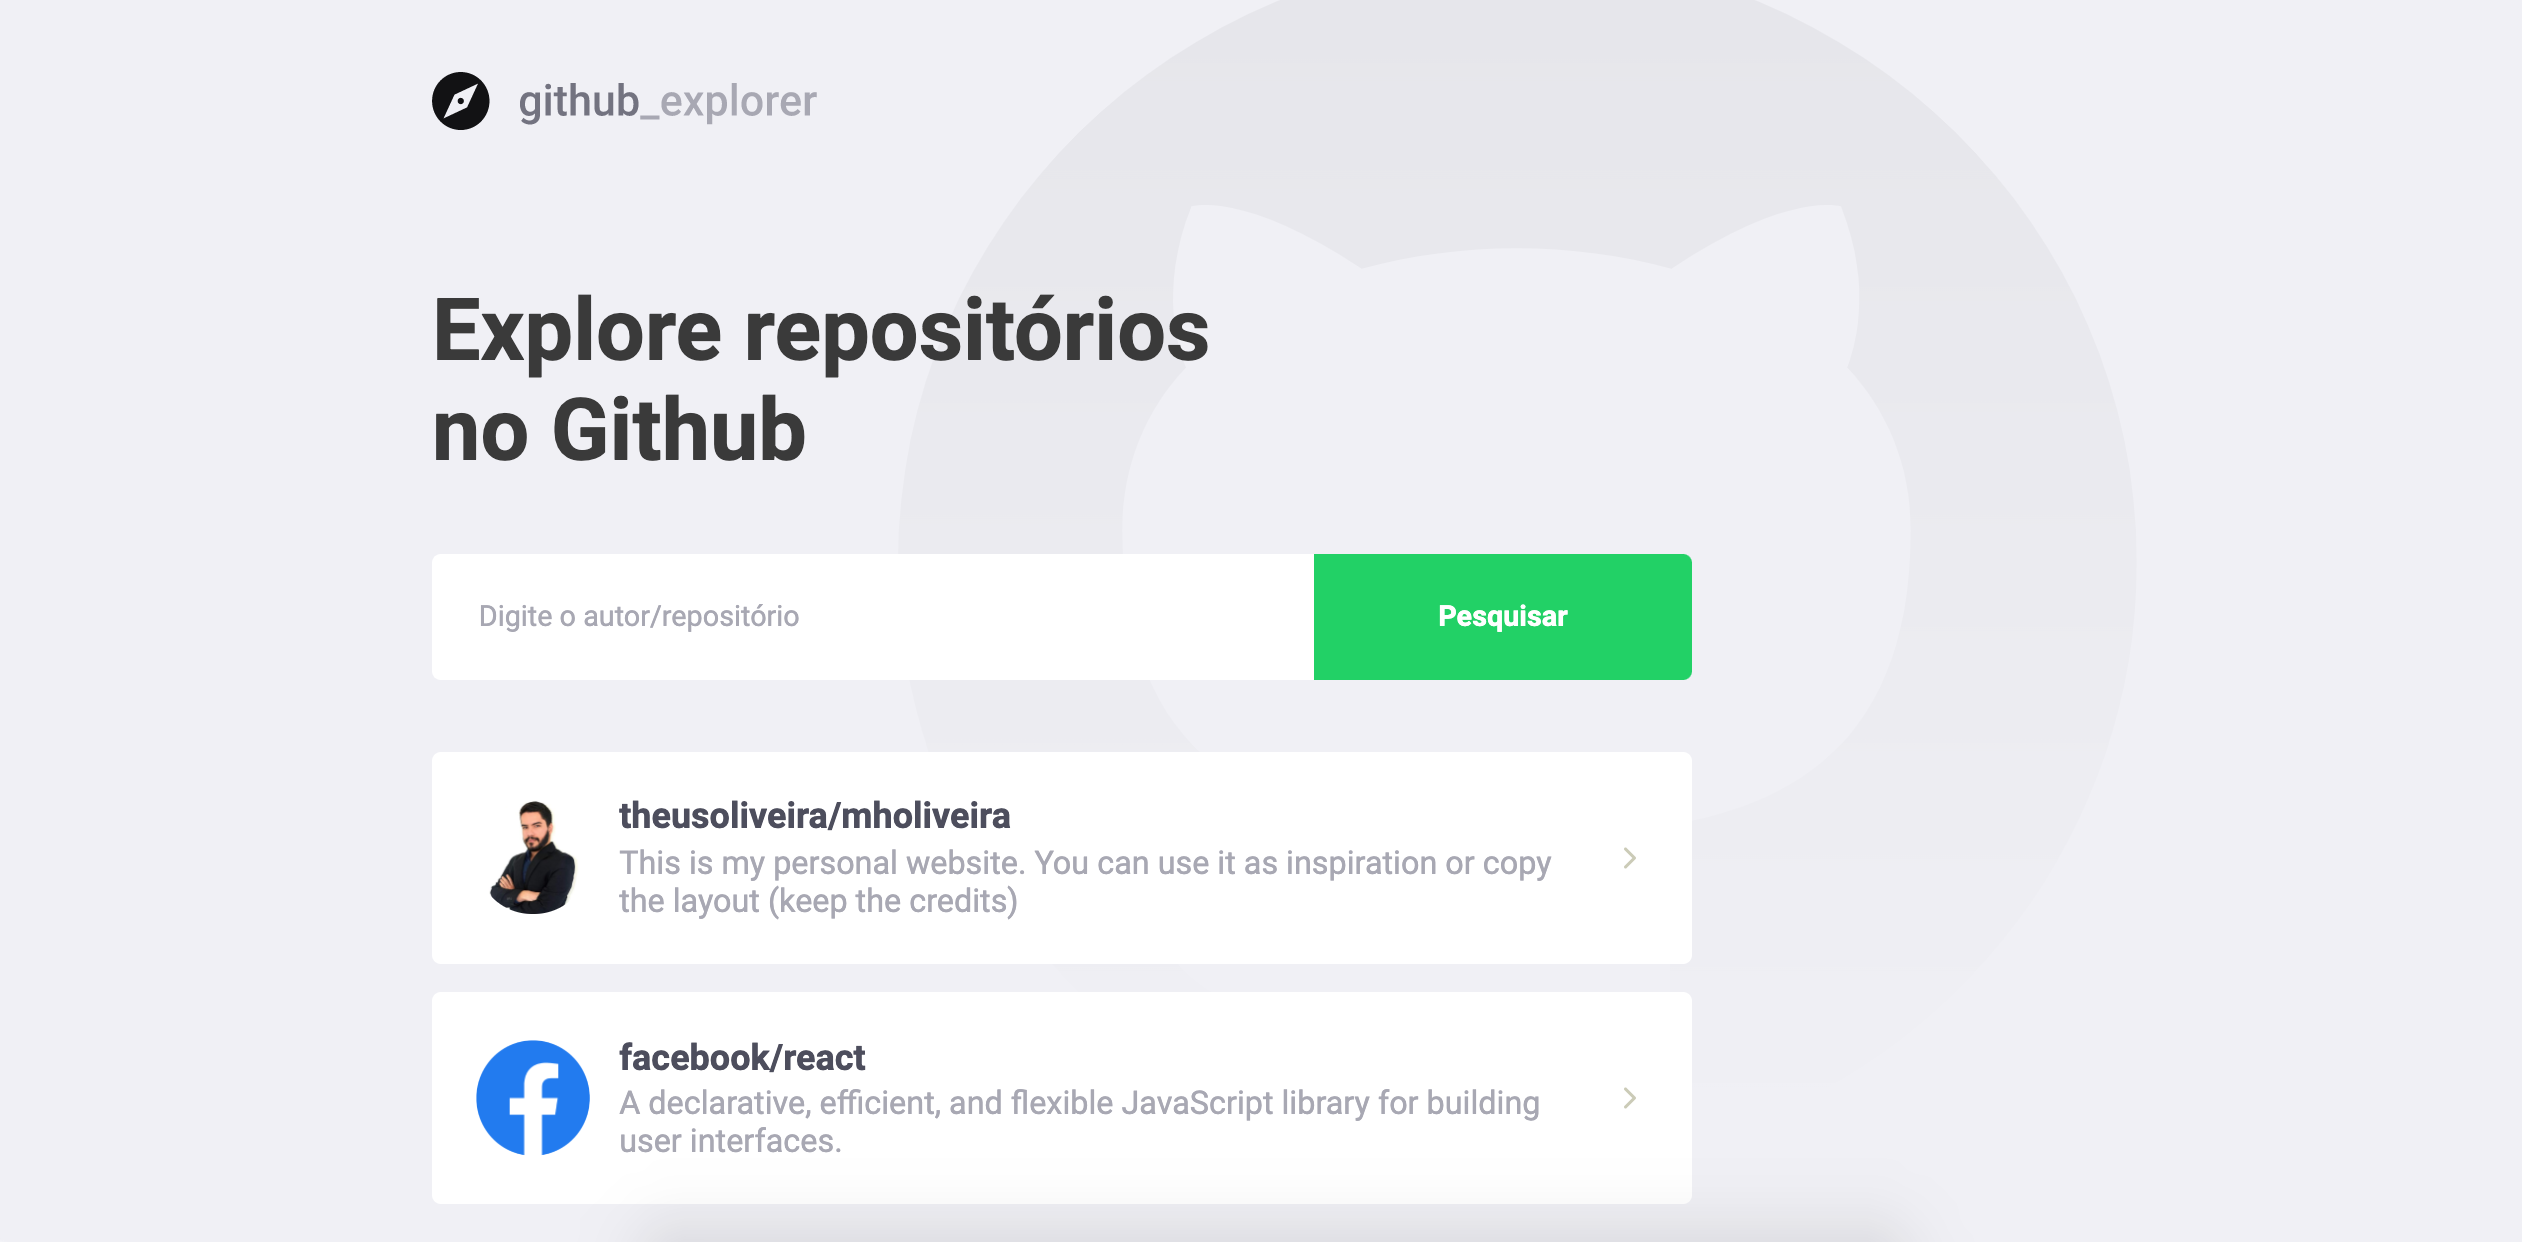 github_explorer
Explore repositórios
no Github
Digite o autor/repositório
Pesquisar
theusoliveira/mholiveira
This is my personal website. You can use it as inspiration or copy
the layout (keep the credits)
facebook/react
A declarative, efficient, and flexible JavaScript library for building
user interfaces.